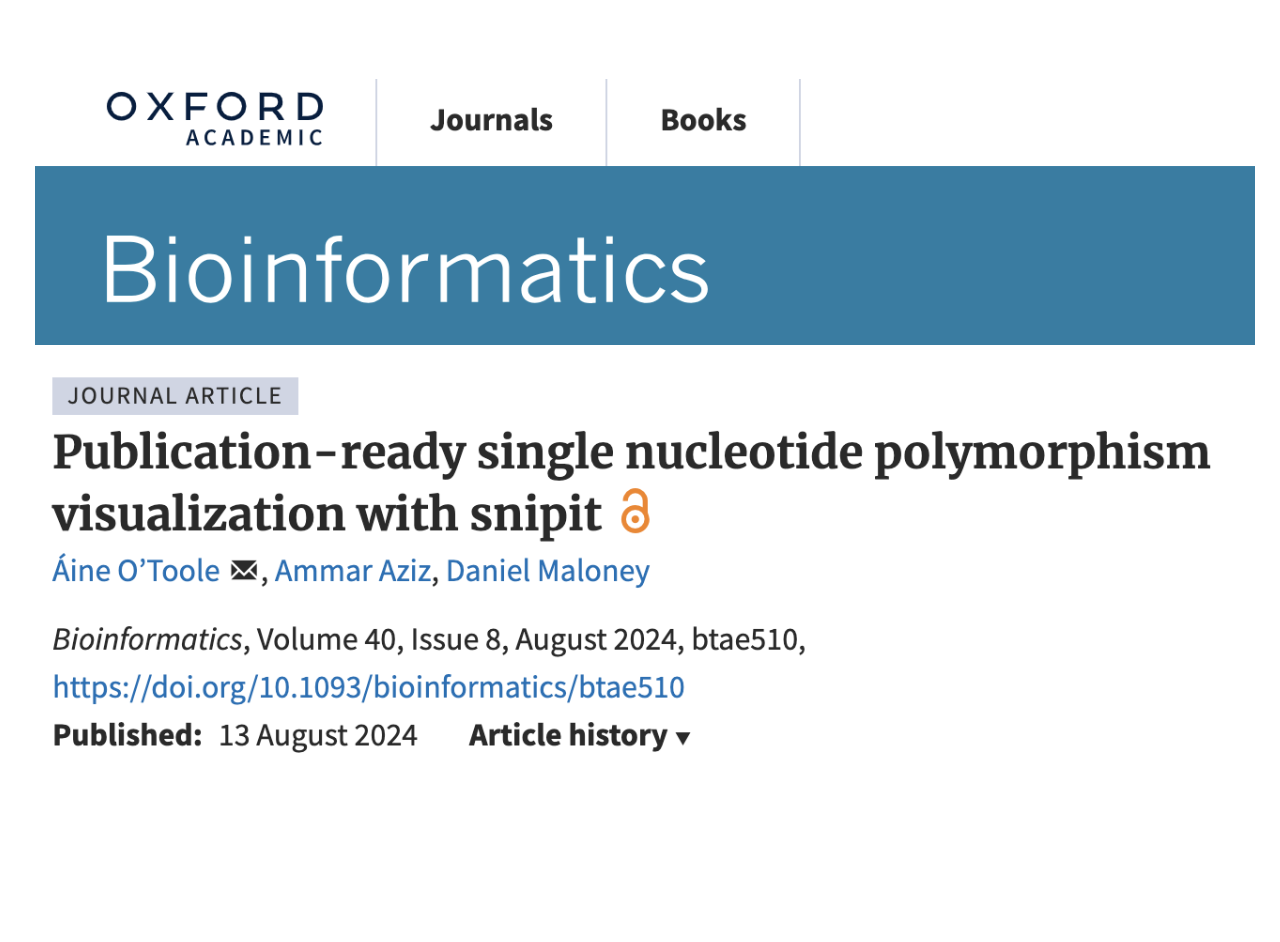 OXFORD
ACADEMIC
Journals
Books
Bioinformatics
JOURNAL ARTICLE
Publication-ready single nucleotide polymorphism
visualization with snipit
Áine O’Toole , Ammar Aziz, Daniel Maloney
Bioinformatics, Volume 40, Issue 8, August 2024, btae510,
https://doi.org/10.1093/bioinformatics/btae510
Published: 13 August 2024 Article history ▾